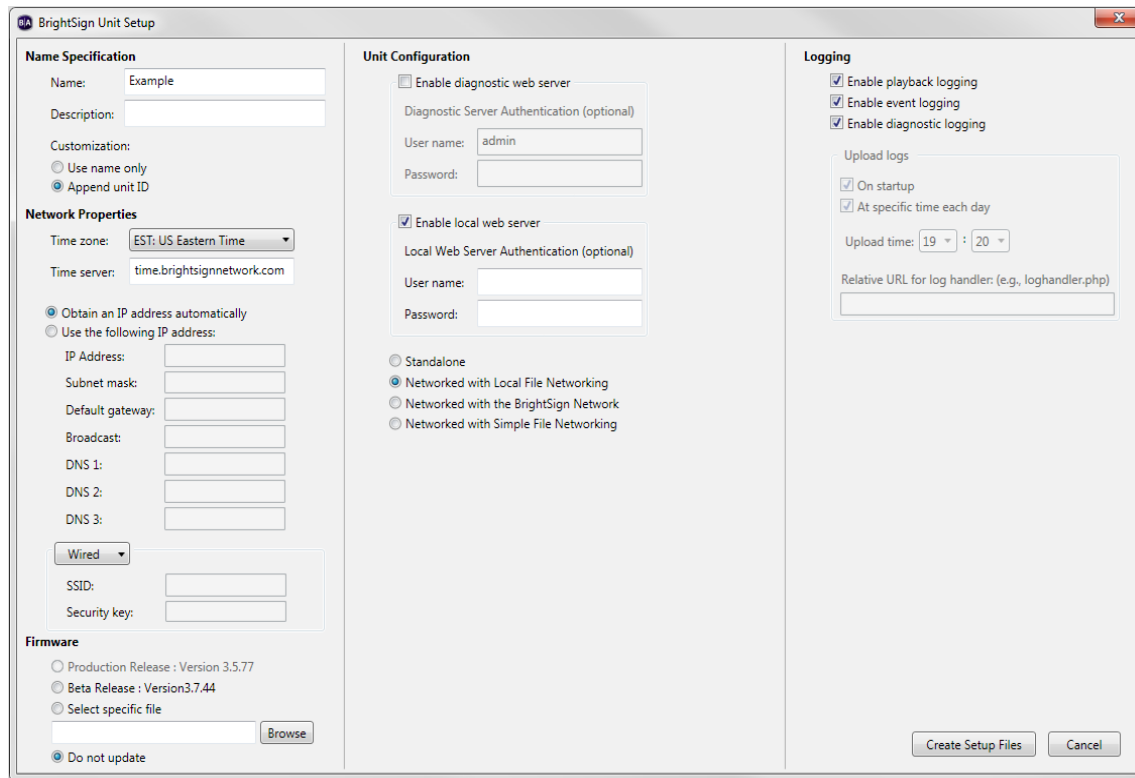 B|A BrightSign Unit Setup
Name Specification
Name: Example
Description:
Customization:
Use name only
Append unit ID
Network Properties
Time zone: EST: US Eastern Time
Time server: time.brightsignnetwork.com
Obtain an IP address automatically
Use the following IP address:
IP Address:
Subnet mask:
Default gateway:
Broadcast:
DNS 1:
DNS 2:
DNS 3:
Wired
SSID:
Security key:
Firmware
Production Release : Version 3.5.77
Beta Release : Version3.7.44
Select specific file
Browse
Do not update
Unit Configuration
Enable diagnostic web server
Diagnostic Server Authentication (optional)
User name: admin
Password:
Enable local web server
Local Web Server Authentication (optional)
User name:
Password:
Standalone
Networked with Local File Networking
Networked with the BrightSign Network
Networked with Simple File Networking
Logging
Enable playback logging
Enable event logging
Enable diagnostic logging
Upload logs
On startup
At specific time each day
Upload time: 19 : 20
Relative URL for log handler: (e.g., loghandler.php)
Create Setup Files
Cancel